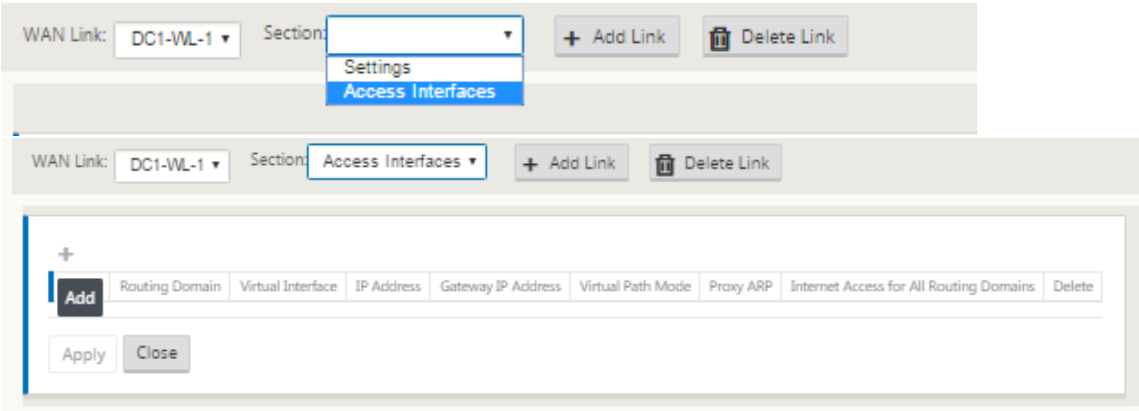 WAN Link: DC1-WL-1 Section: + Add Link Delete Link
Settings
Access Interfaces
WAN Link: DC1-WL-1 Section: Access Interfaces + Add Link Delete Link
+
Add Routing Domain Virtual Interface IP Address Gateway IP Address Virtual Path Mode Proxy ARP Internet Access for All Routing Domains Delete
Apply Close